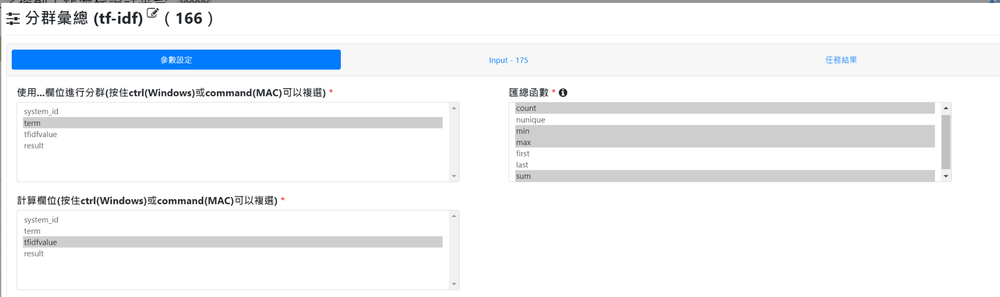 分群彙總 (tf-idf) ( 166 )
參數設定
Input - 175
任務結果
使用...欄位進行分群(按住ctrl(Windows)或command(MAC)可以複選) *
system_id
term
tfidfvalue
result
匯總函數 *
count
nunique
min
max
first
last
sum
計算欄位(按住ctrl(Windows)或command(MAC)可以複選) *
system_id
term
tfidfvalue
result